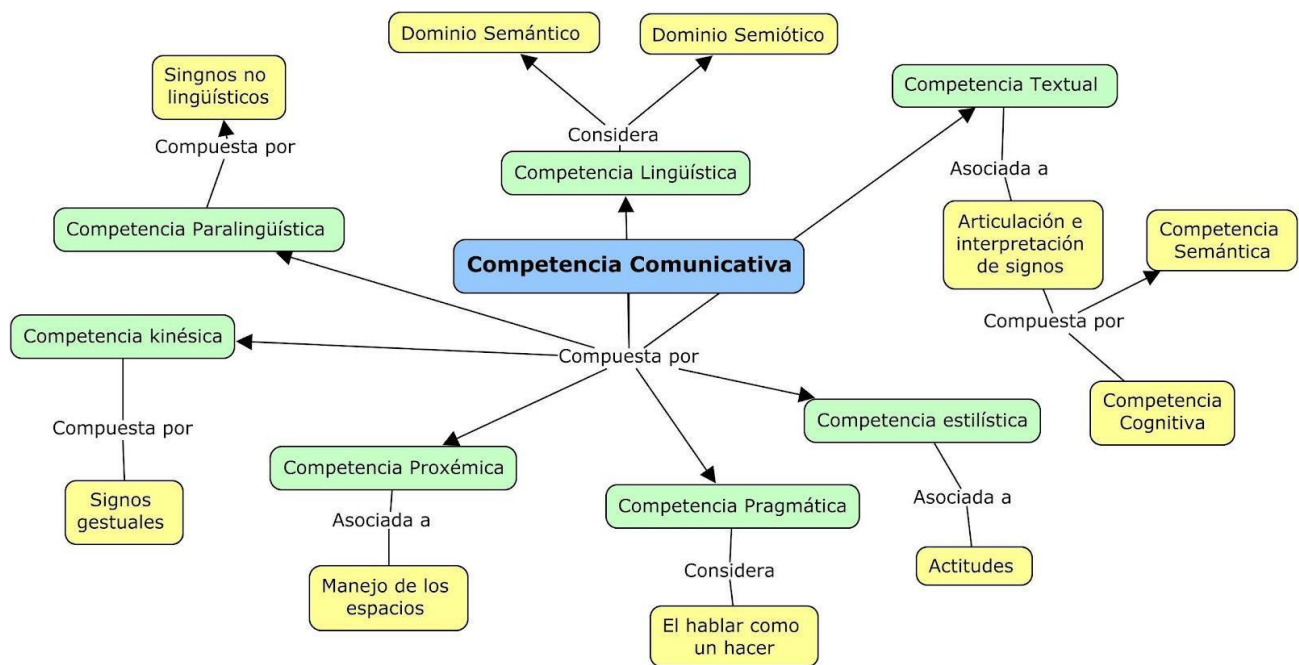 Dominio Semántico
Dominio Semiótico
Singnos no
lingüísticos
Competencia Textual
Compuesta por
Considera
Competencia Lingüística
Asociada a
Competencia Paralingüística
Articulación e
interpretación
de signos
Competencia
Semántica
Competencia Comunicativa
Competencia kinésica
Compuesta por
Compuesta por
Competencia
Cognitiva
Competencia estilística
Compuesta por
Competencia Proxémica
Competencia Pragmática
Signos
gestuales
Asociada a
Asociada a
Considera
Actitudes
Manejo de los
espacios
El hablar como
un hacer